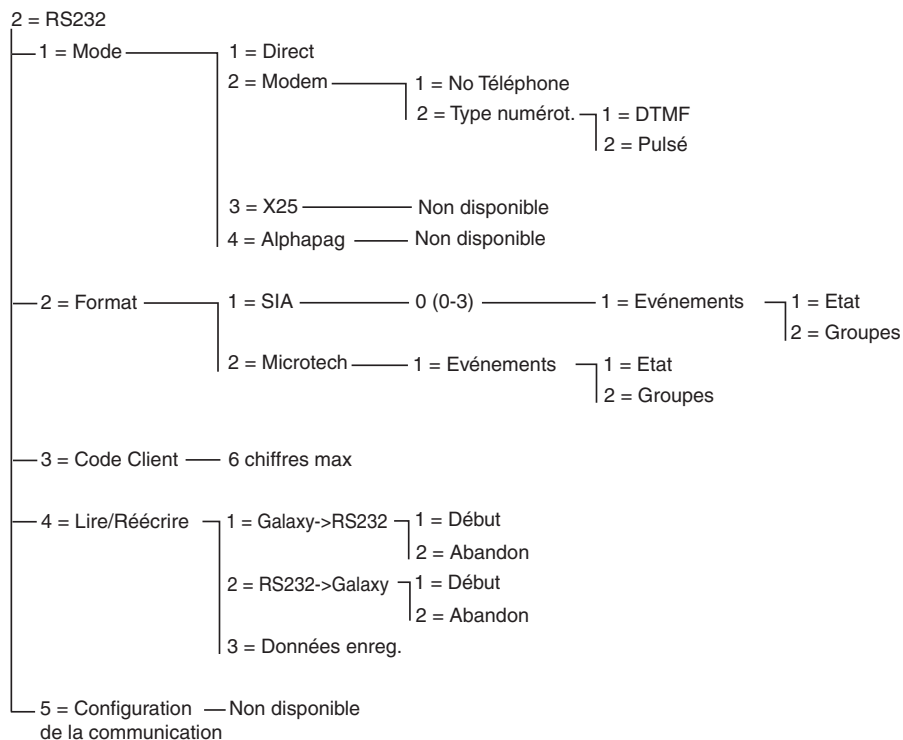 2 = RS232
1 = Mode 1 = Direct
2 = Modem 1 = No Téléphone
2 = Type numérot. 1 = DTMF
2 = Pulsé
3 = X25 Non disponible
4 = Alphapag Non disponible
2 = Format 1 = SIA 0 (0-3) 1 = Evénements 1 = Etat
2 = Groupes
2 = Microtech 1 = Evénements 1 = Etat
2 = Groupes
3 = Code Client 6 chiffres max
4 = Lire/Réécrire 1 = Galaxy->RS232 1 = Début
2 = Abandon
2 = RS232->Galaxy 1 = Début
2 = Abandon
3 = Données enreg.
5 = Configuration Non disponible
de la communication